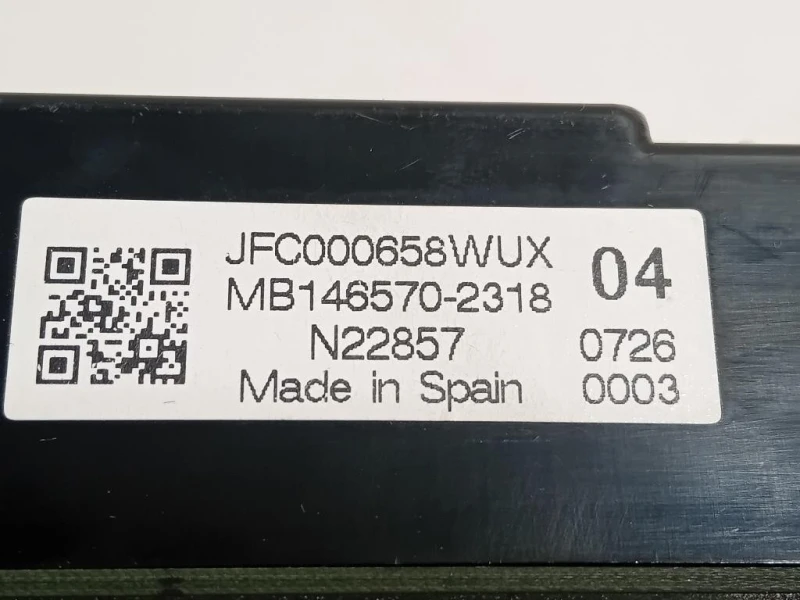 JFC000658WUX
MB146570-2318
N22857
Made in Spain
04
0726
0003